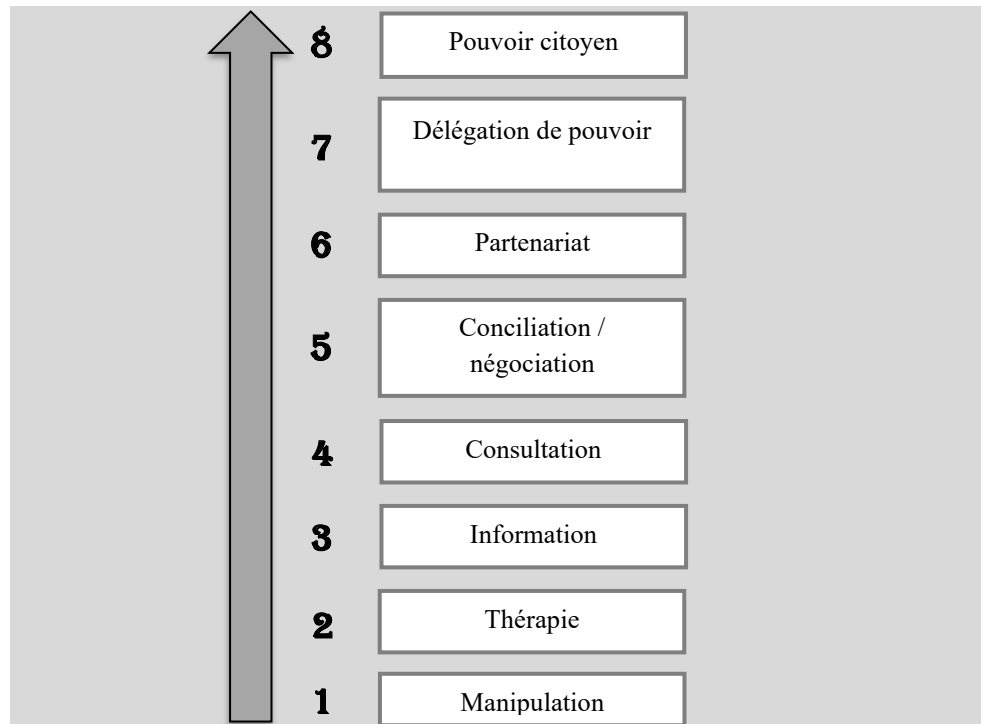 8 Pouvoir citoyen
7 Délégation de pouvoir
6 Partenariat
5 Conciliation /
négociation
4 Consultation
3 Information
2 Thérapie
1 Manipulation